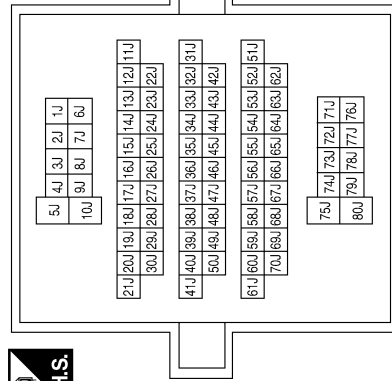 H.S.
5J 4J 3J 2J 1J
10J 9J 8J 7J 6J
21J 20J 19J 18J 17J 16J 15J 14J 13J 12J 11J
30J 29J 28J 27J 26J 25J 24J 23J 22J
41J 40J 39J 38J 37J 36J 35J 34J 33J 32J 31J
50J 49J 48J 47J 46J 45J 44J 43J 42J
61J 60J 59J 58J 57J 56J 55J 54J 53J 52J 51J
70J 69J 68J 67J 66J 65J 64J 63J 62J
75J 74J 73J 72J 71J
80J 79J 78J 77J 76J